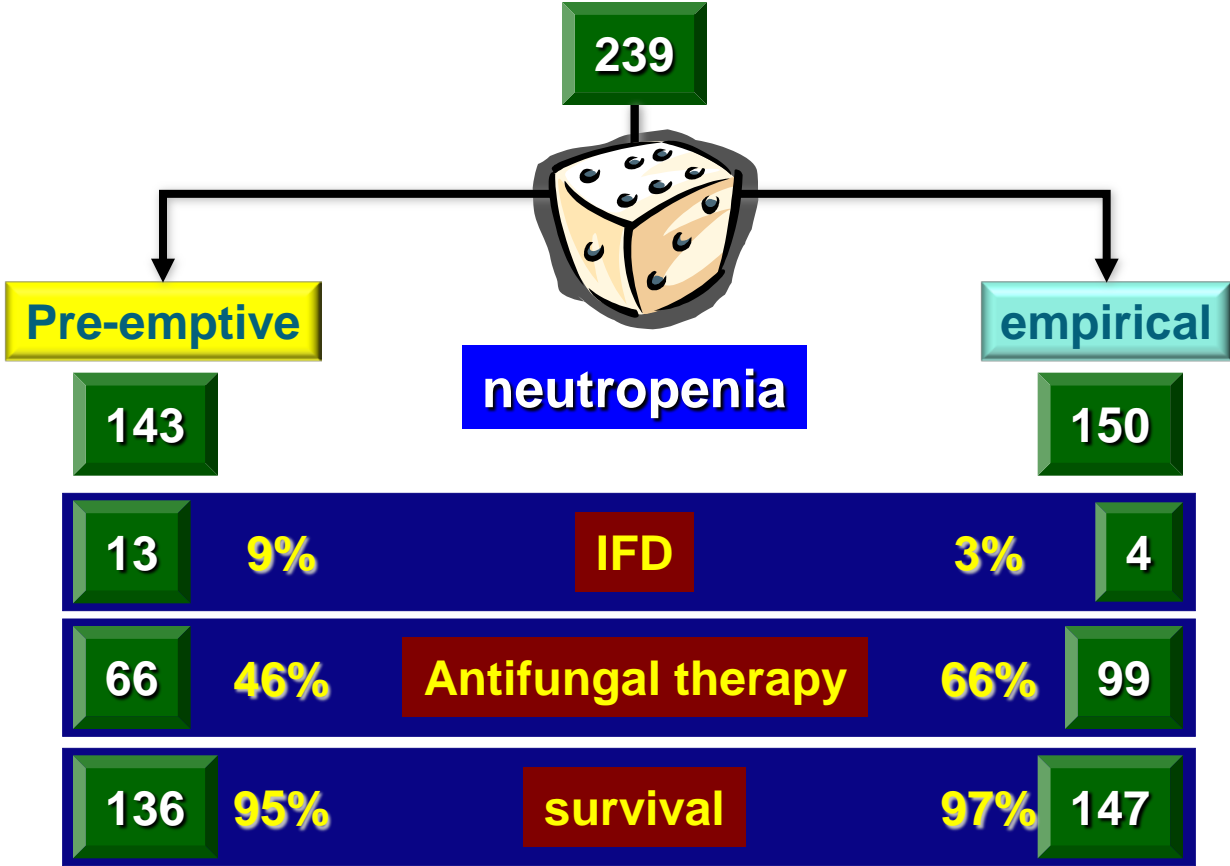 239
Pre-emptive
empirical
neutropenia
143
150
13 9% IFD 3% 4
66 46% Antifungal therapy 66% 99
136 95% survival 97% 147